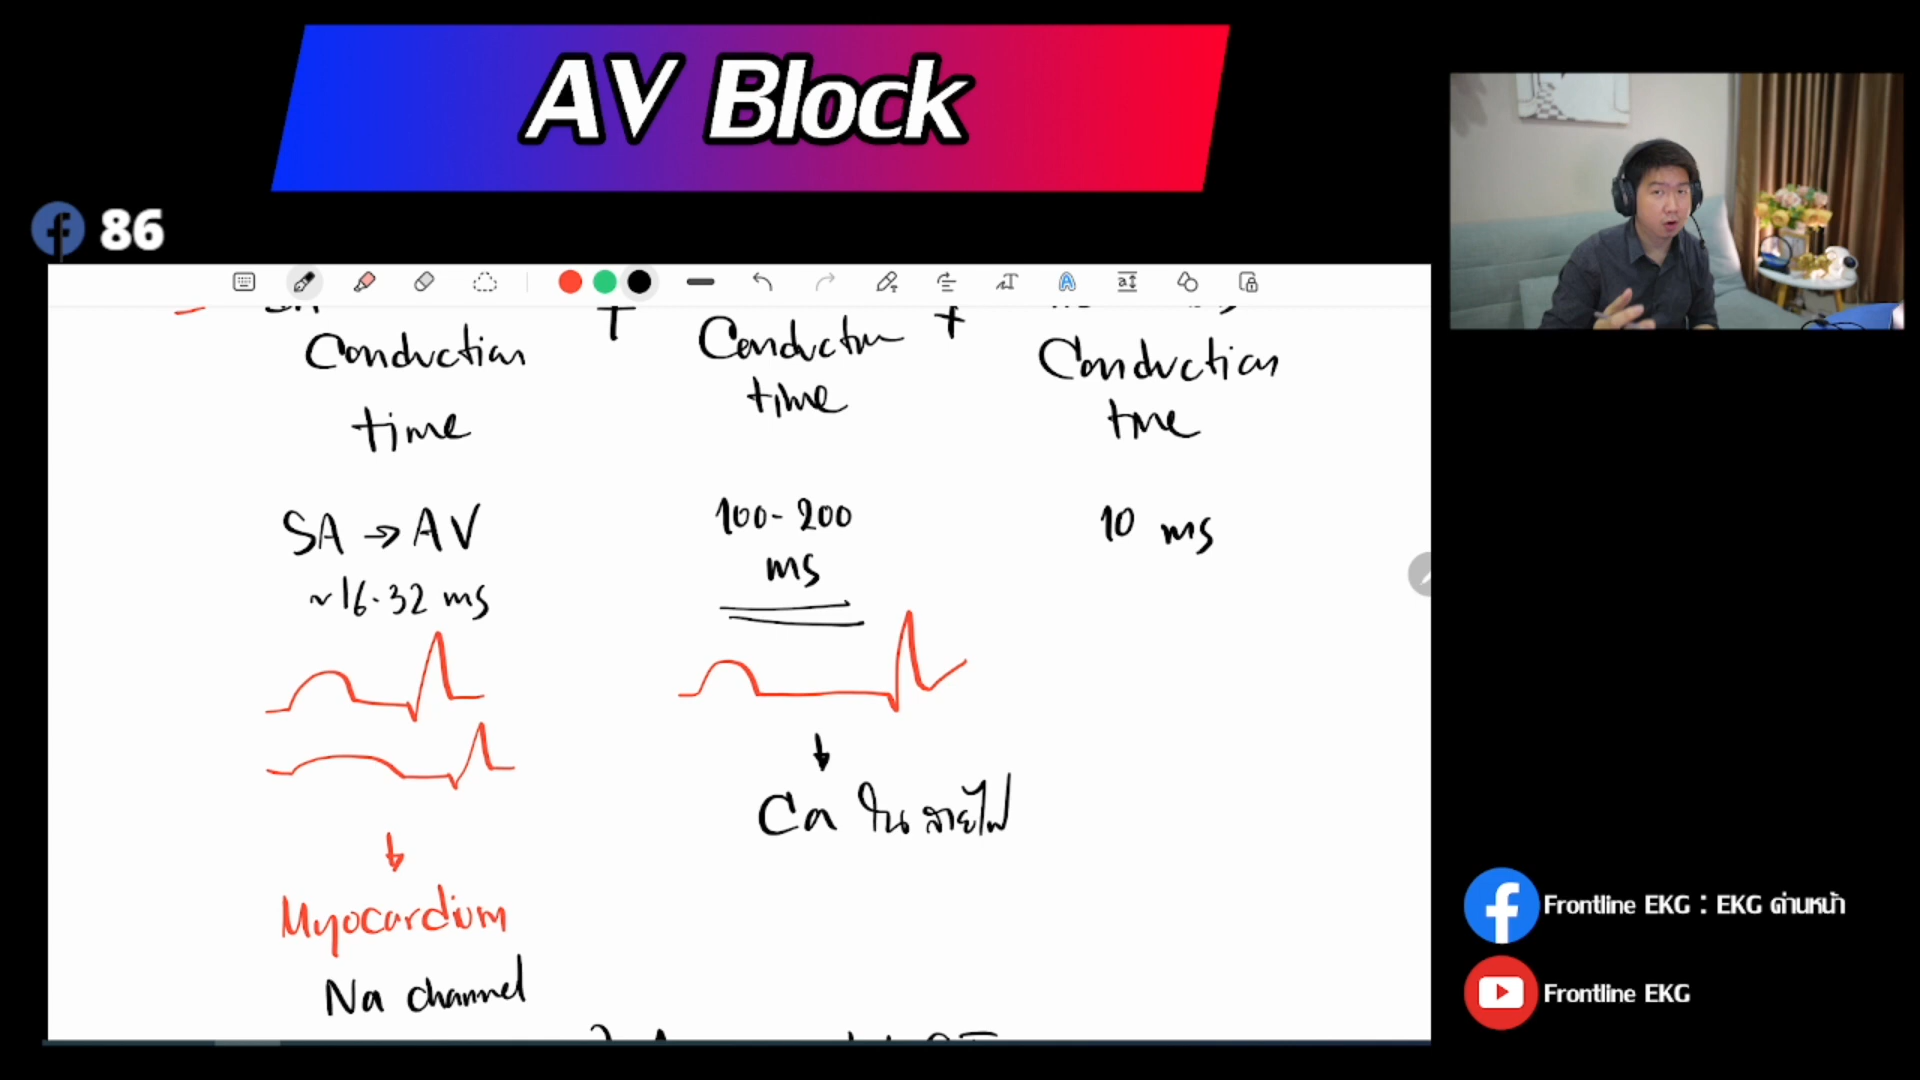 AV Block
86
SA
+
+
Conduction
time
Conduction
time
Conduction
time
SA → AV
~16-32 ms
100-200
ms
10 ms
Ca ในสายไฟ
Myocardium
Na channel
Frontline EKG : EKG ด่านหน้า
Frontline EKG